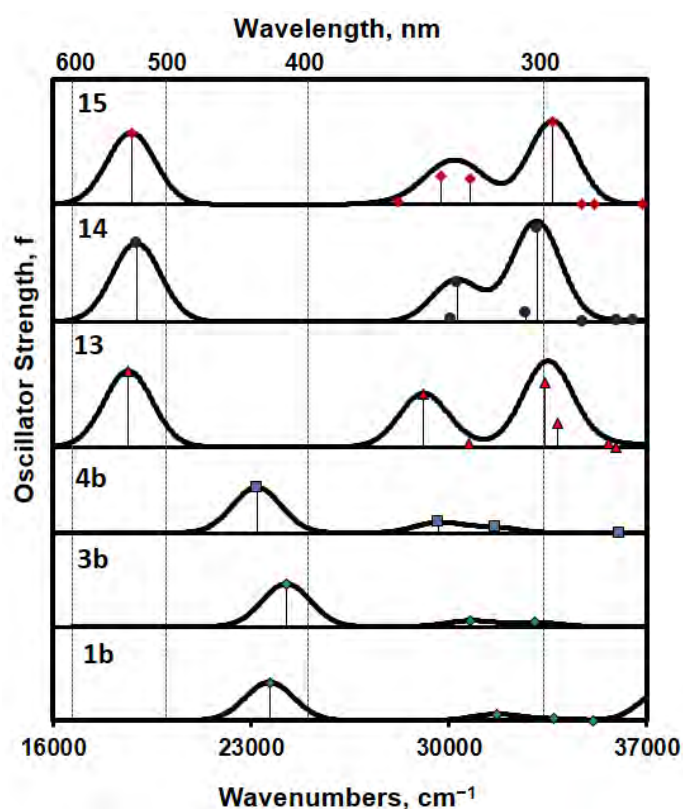 Wavelength, nm
600 500 400 300
15
14
13
4b
3b
1b
Oscillator Strength, f
16000 23000 30000 37000
Wavenumbers, cm⁻¹